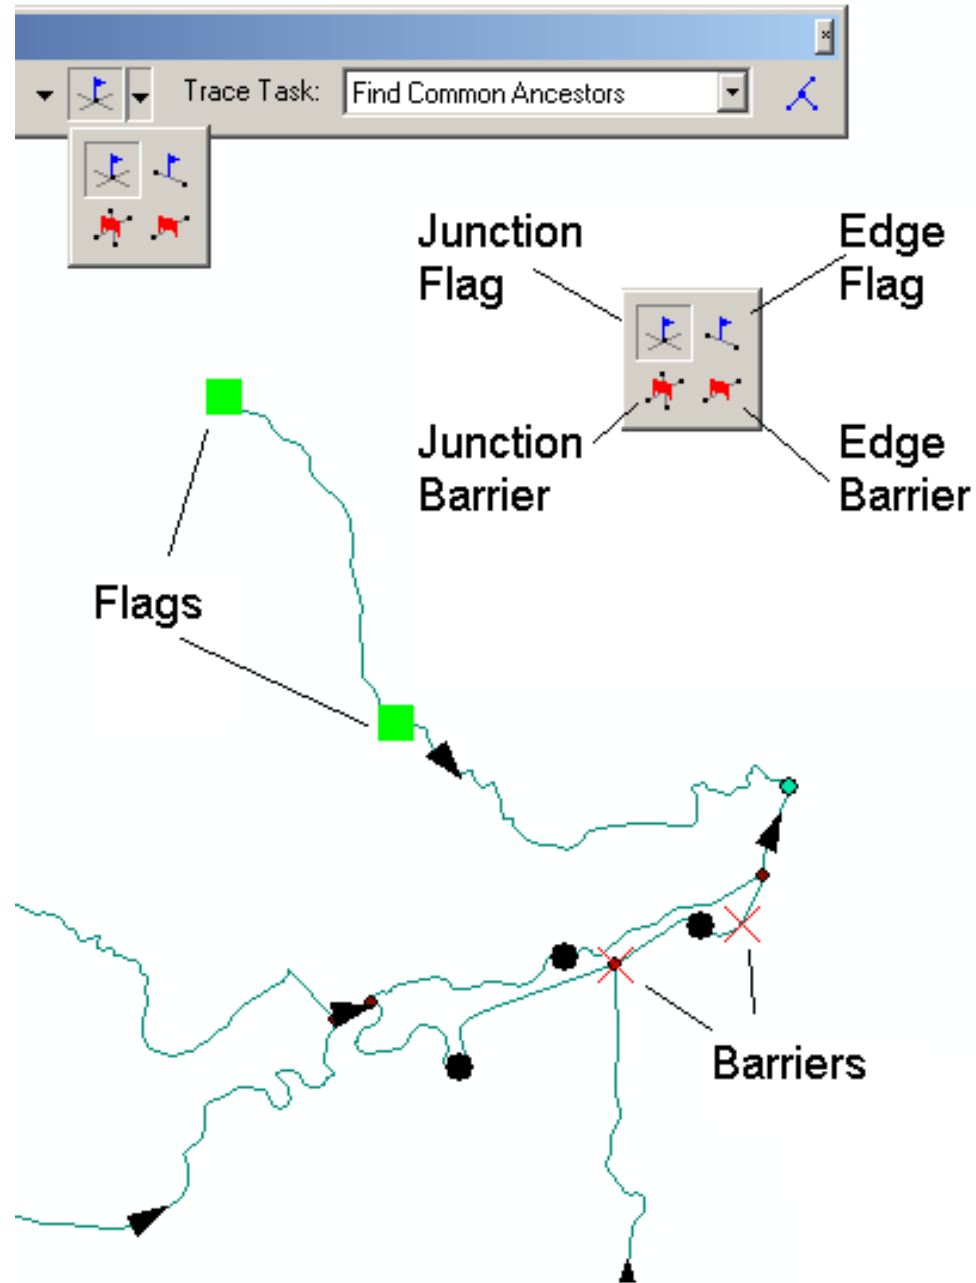 Trace Task: Find Common Ancestors
Junction Flag
Edge Flag
Junction Barrier
Edge Barrier
Flags
Barriers